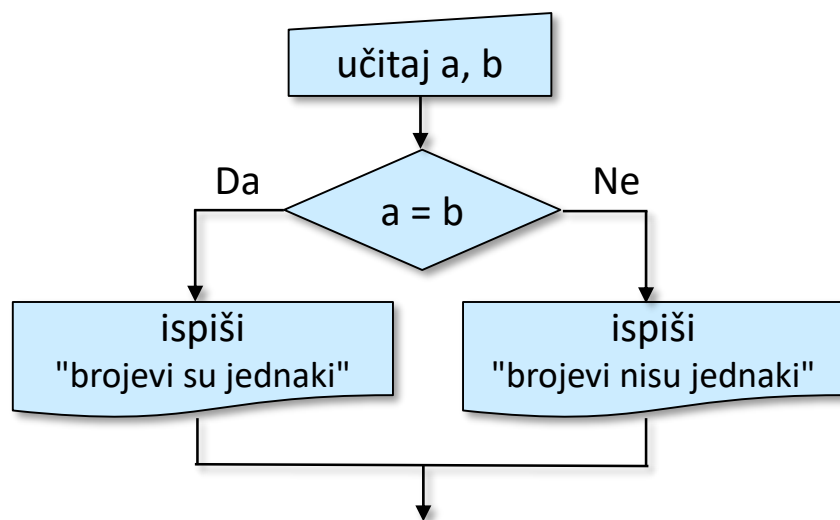 učitaj a, b
Da
Ne
a = b
ispiši
"brojevi su jednaki"
ispiši
"brojevi nisu jednaki"